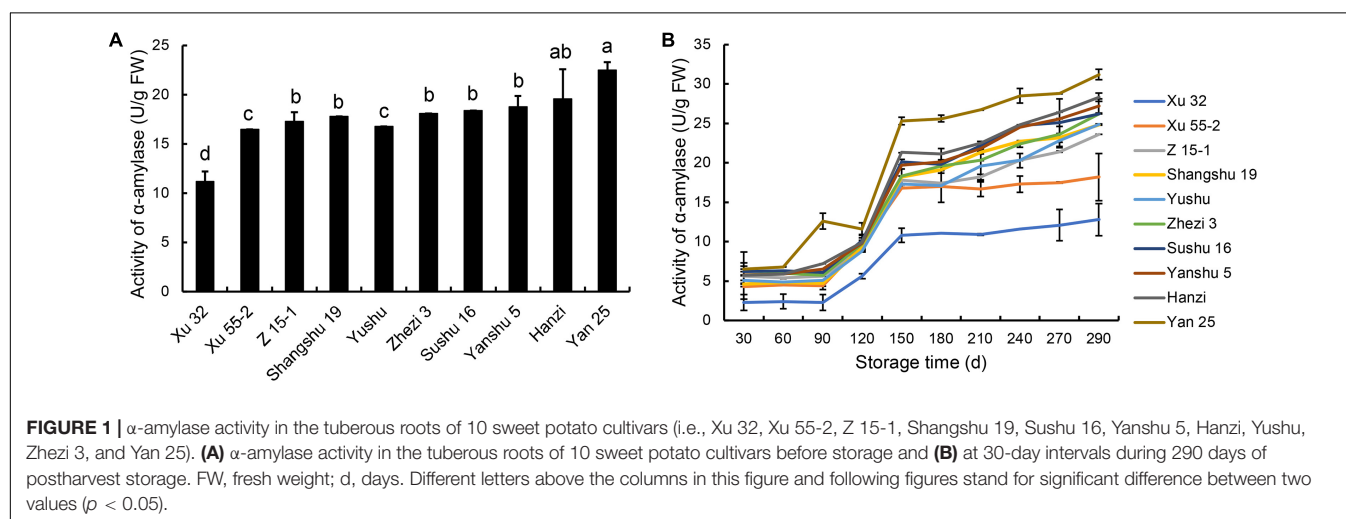 A
Activity of α-amylase (U/g FW)
25
20
15
10
5
0
d
c
b
b
c
b
b
b
ab
a
Xu 32
Xu 55-2
Z 15-1
Shangshu 19
Yushu
Zhezi 3
Sushu 16
Yanshu 5
Hanzi
Yan 25
B
Activity of α-amylase (U/g FW)
35
30
25
20
15
10
5
0
30 60 90 120 150 180 210 240 270 290
Storage time (d)
Xu 32
Xu 55-2
Z 15-1
Shangshu 19
Yushu
Zhezi 3
Sushu 16
Yanshu 5
Hanzi
Yan 25
FIGURE 1 | α-amylase activity in the tuberous roots of 10 sweet potato cultivars (i.e., Xu 32, Xu 55-2, Z 15-1, Shangshu 19, Sushu 16, Yanshu 5, Hanzi, Yushu,
Zhezi 3, and Yan 25). (A) α-amylase activity in the tuberous roots of 10 sweet potato cultivars before storage and (B) at 30-day intervals during 290 days of
postharvest storage. FW, fresh weight; d, days. Different letters above the columns in this figure and following figures stand for significant difference between two
values (p < 0.05).